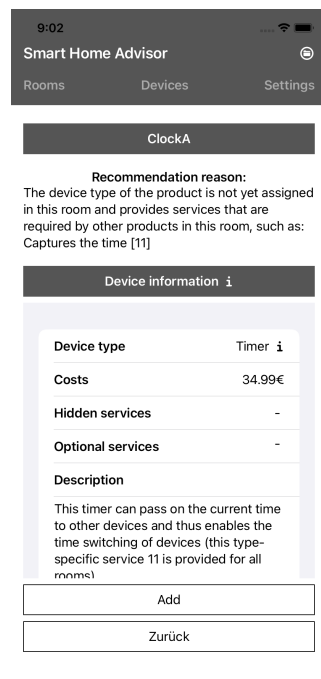 9:02
Smart Home Advisor
Rooms Devices Settings
ClockA
Recommendation reason:
The device type of the product is not yet assigned
in this room and provides services that are
required by other products in this room, such as:
Captures the time [11]
Device information i
Device type Timer i
Costs 34.99€
Hidden services -
Optional services -
Description
This timer can pass on the current time
to other devices and thus enables the
time switching of devices (this type-
specific service 11 is provided for all
rooms)
Add
Zurück